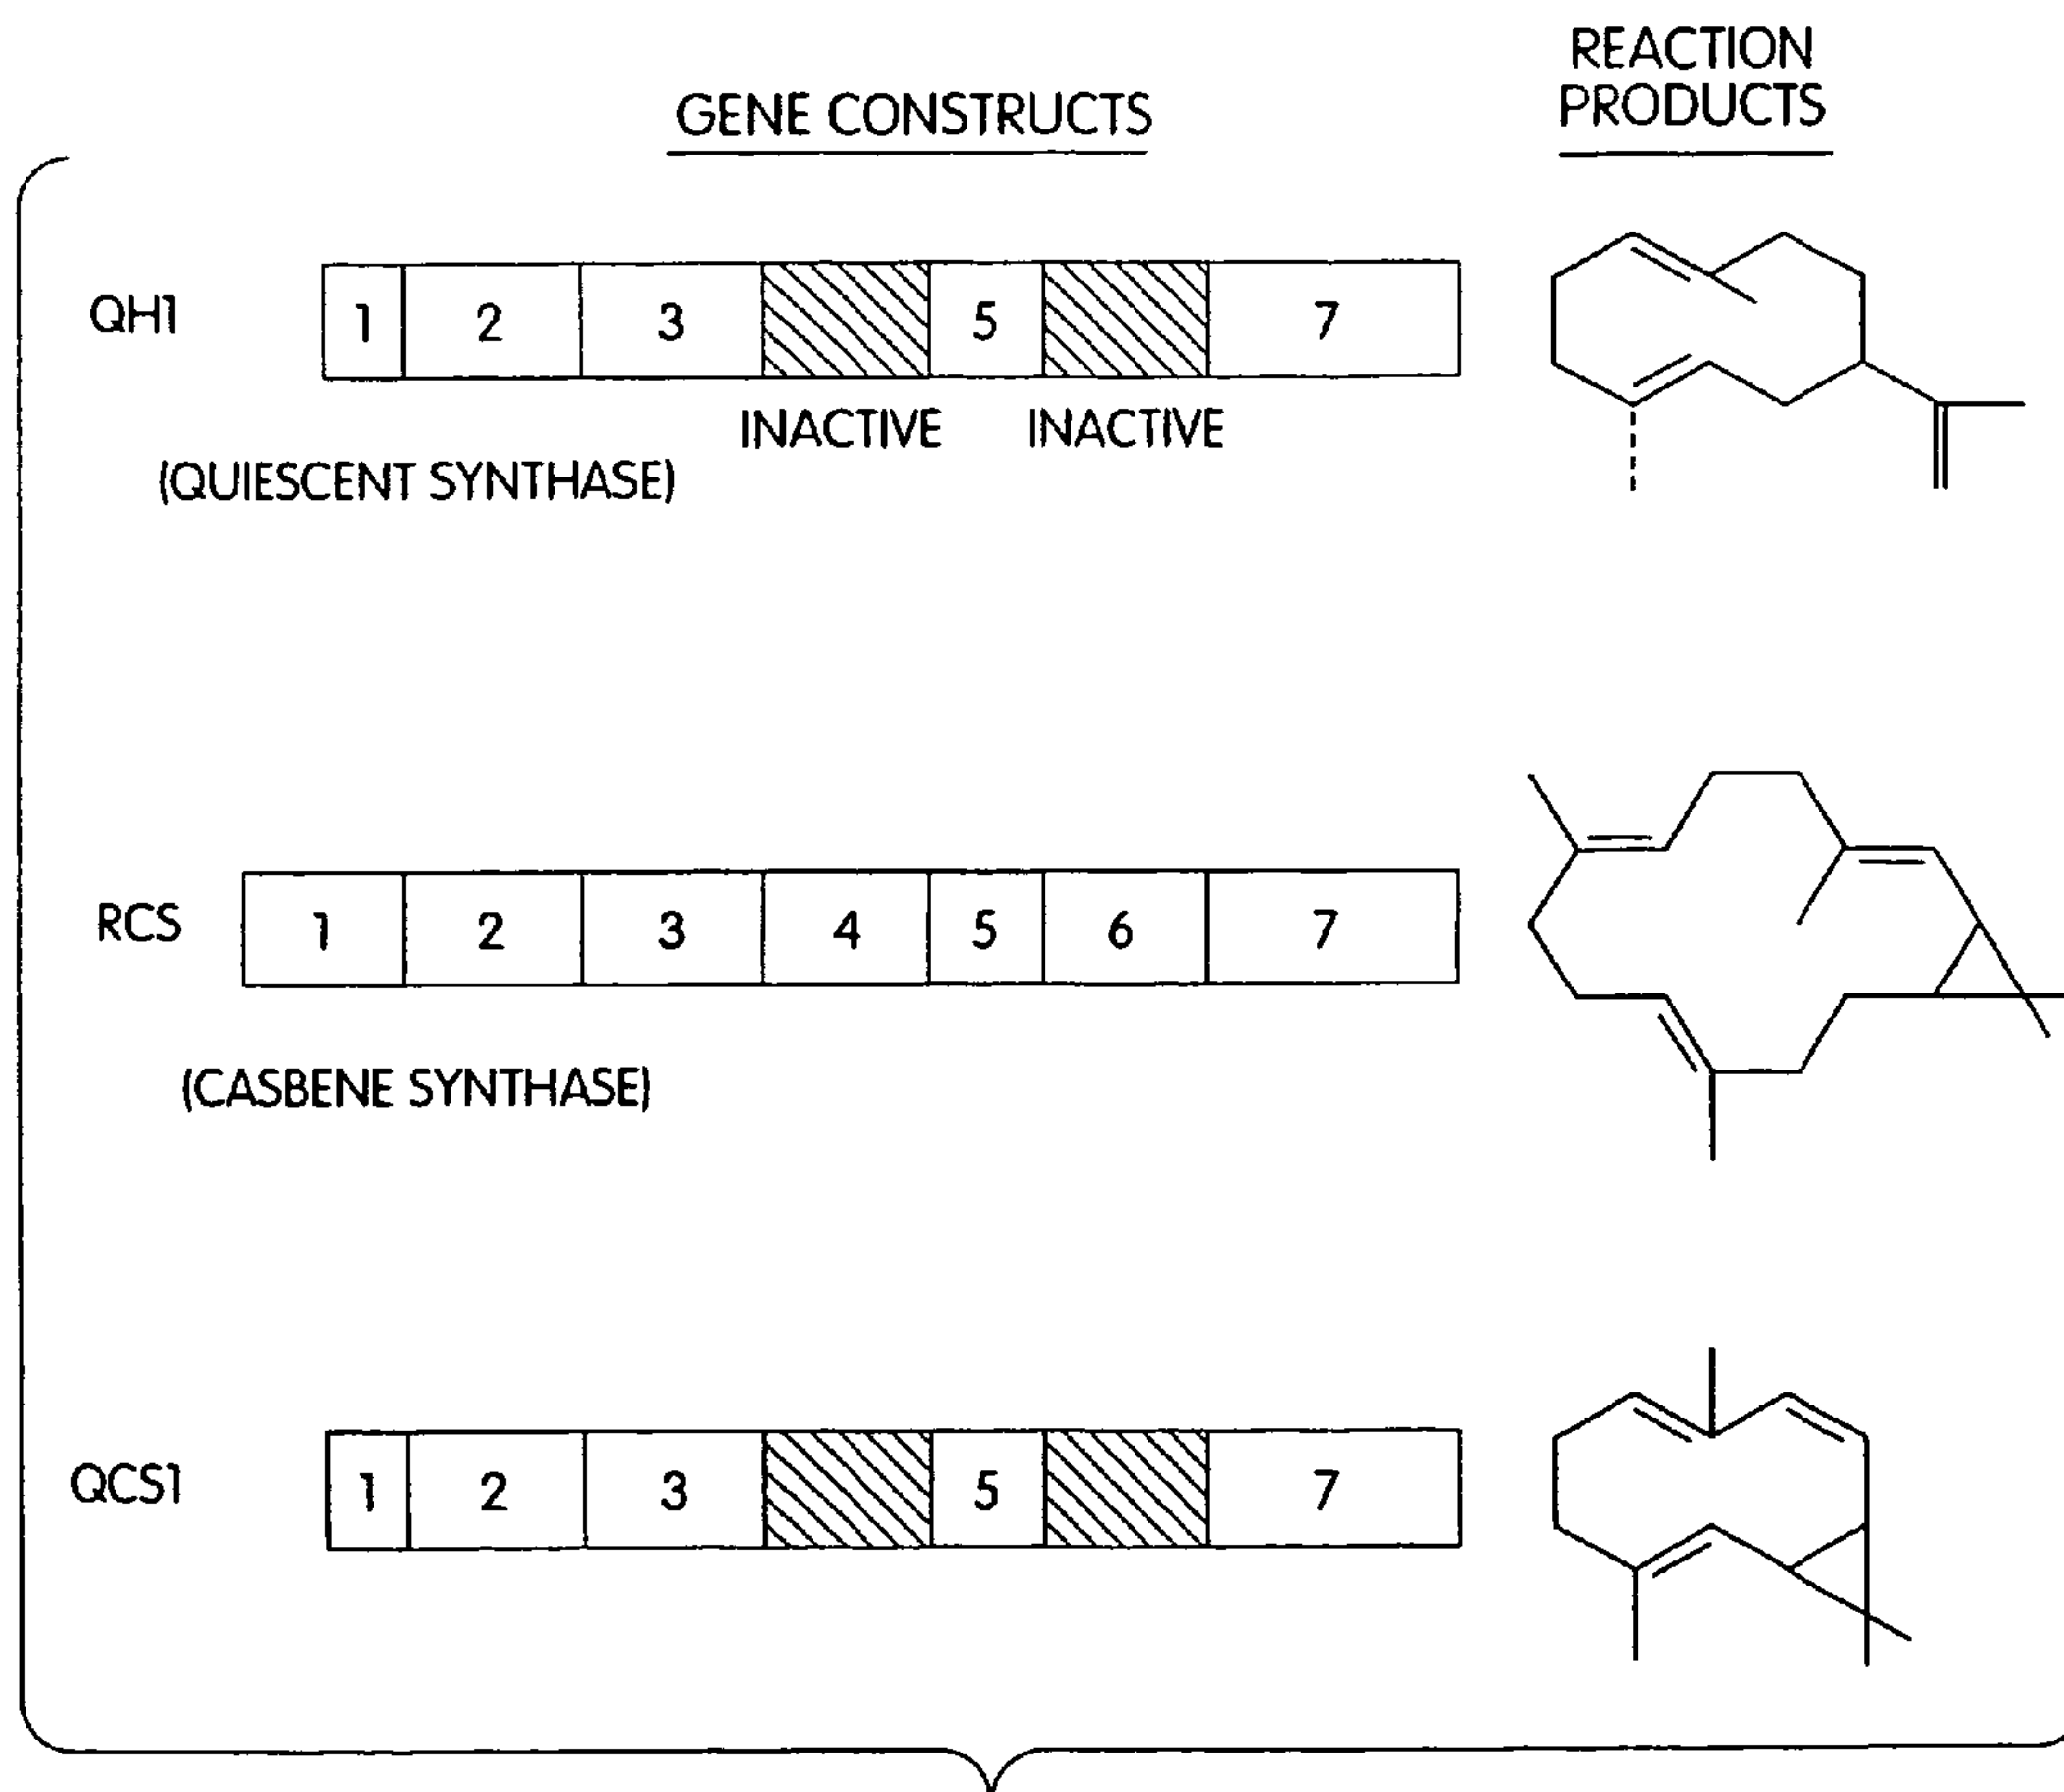 REACTION
PRODUCTS
GENE CONSTRUCTS
QH1
1 2 3 5 7
INACTIVE INACTIVE
(QUIESCENT SYNTHASE)
RCS
1 2 3 4 5 6 7
(CASBENE SYNTHASE)
QCS1
1 2 3 5 7